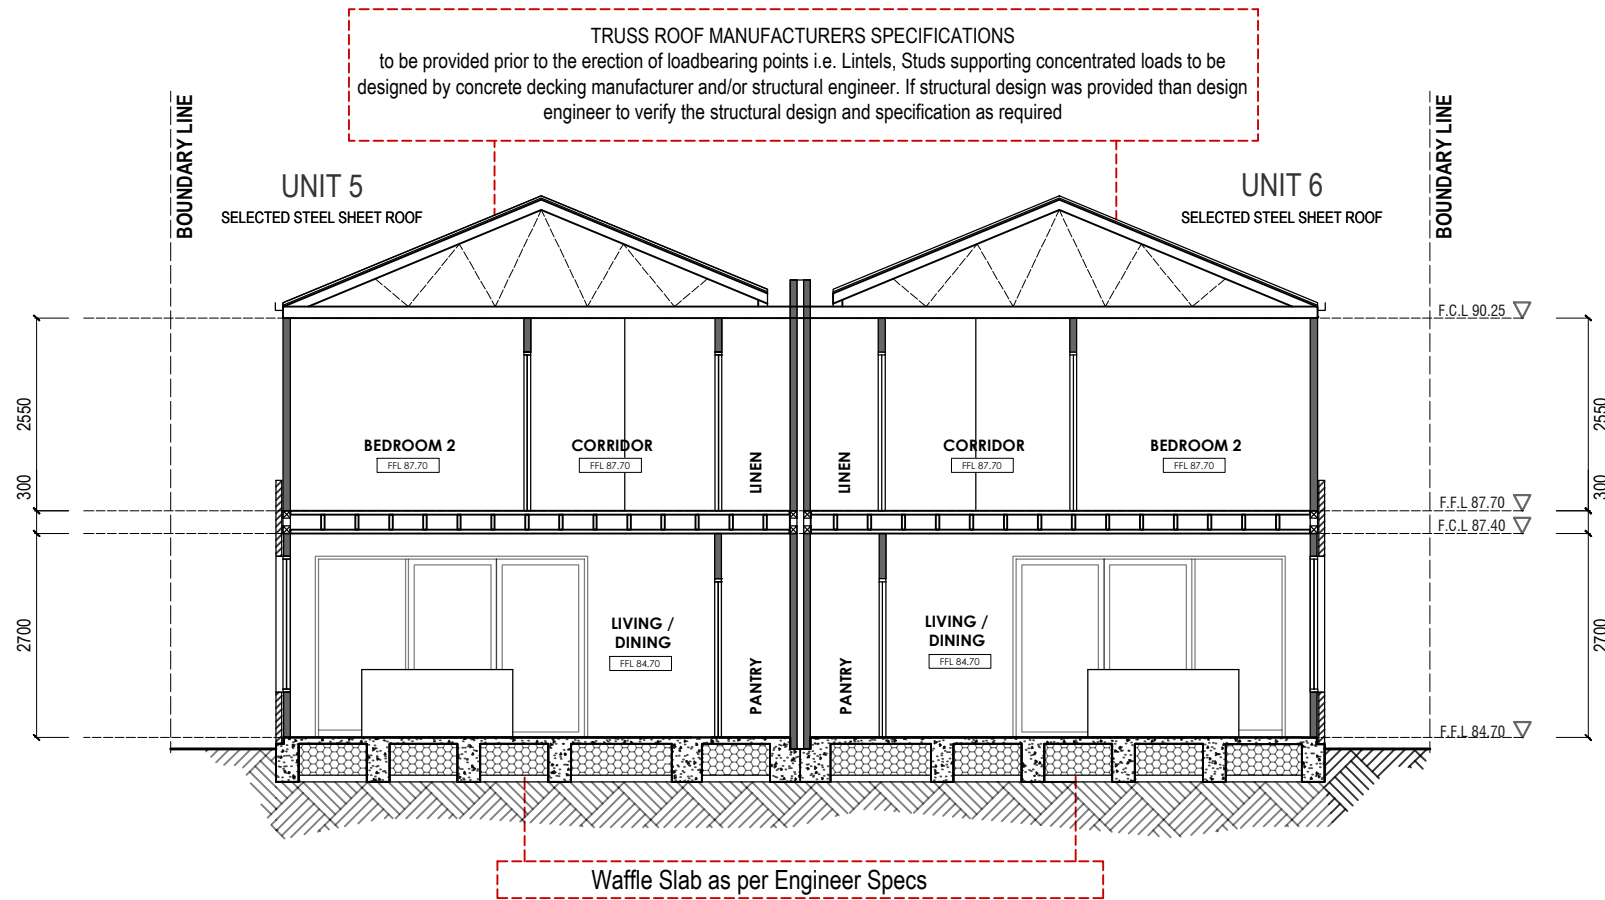 TRUSS ROOF MANUFACTURERS SPECIFICATIONS
to be provided prior to the erection of loadbearing points i.e. Lintels, Studs supporting concentrated loads to be
designed by concrete decking manufacturer and/or structural engineer. If structural design was provided than design
engineer to verify the structural design and specification as required
BOUNDARY LINE
UNIT 5
SELECTED STEEL SHEET ROOF
UNIT 6
SELECTED STEEL SHEET ROOF
BOUNDARY LINE
F.C.L 90.25
2550
BEDROOM 2
FFL 87.70
CORRIDOR
FFL 87.70
LINEN
LINEN
CORRIDOR
FFL 87.70
BEDROOM 2
FFL 87.70
2550
300
F.F.L 87.70
300
F.C.L 87.40
2700
LIVING /
DINING
FFL 84.70
PANTRY
PANTRY
LIVING /
DINING
FFL 84.70
2700
F.F.L 84.70
Waffle Slab as per Engineer Specs